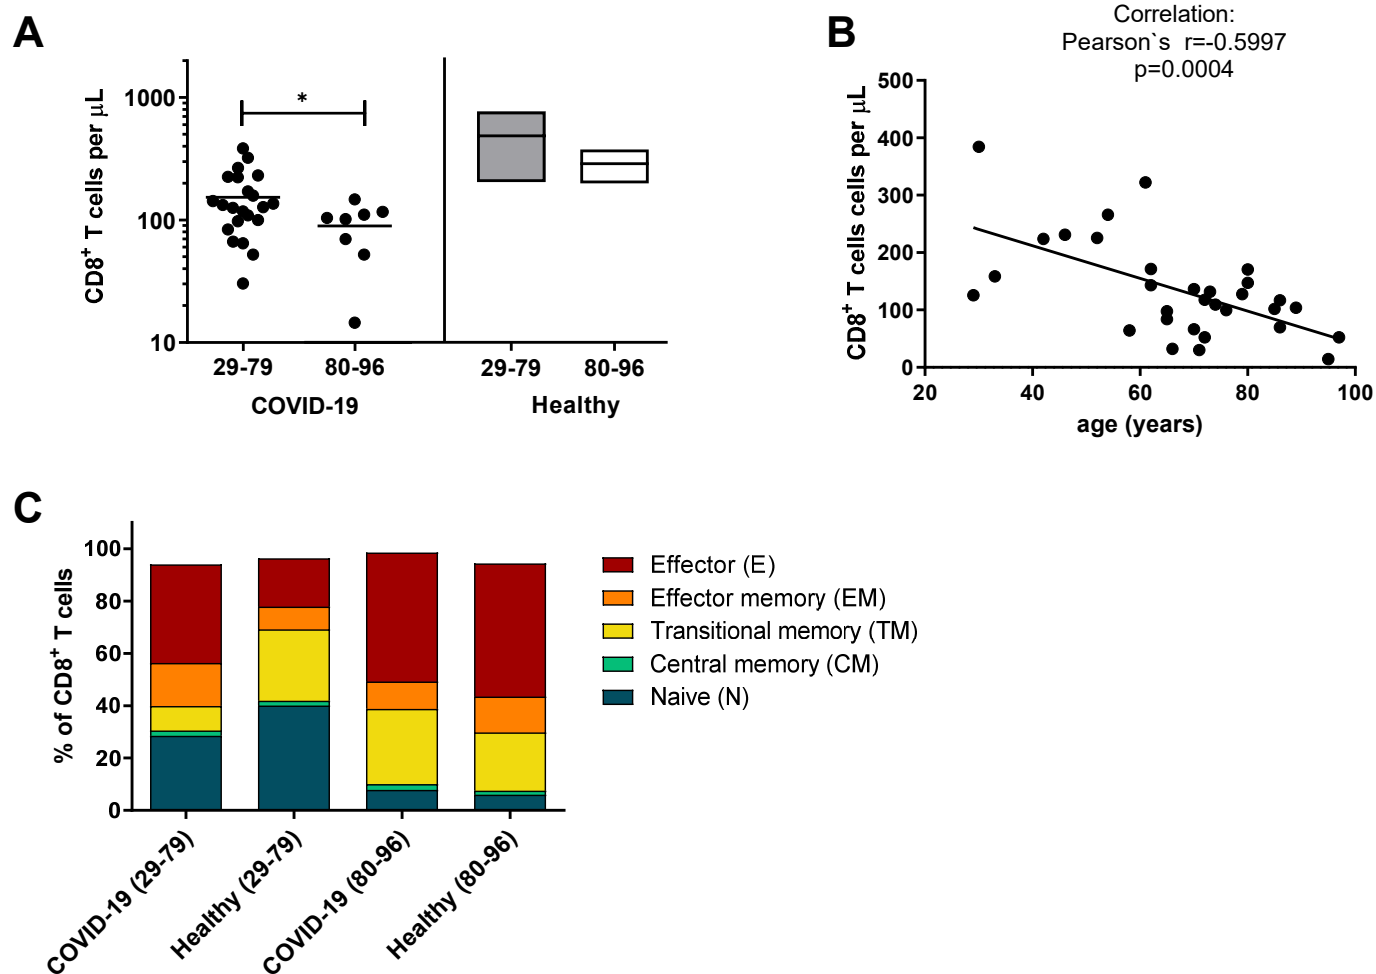 A
CD8+ T cells per μL
1000
100
10
*
29-79
80-96
29-79
80-96
COVID-19
Healthy
B
Correlation:
Pearson`s r=-0.5997
p=0.0004
CD8+ T cells cells per μL
500
400
300
200
100
0
20
40
60
80
100
age (years)
C
% of CD8+ T cells
100
80
60
40
20
0
COVID-19 (29-79)
Healthy (29-79)
COVID-19 (80-96)
Healthy (80-96)
Effector (E)
Effector memory (EM)
Transitional memory (TM)
Central memory (CM)
Naive (N)